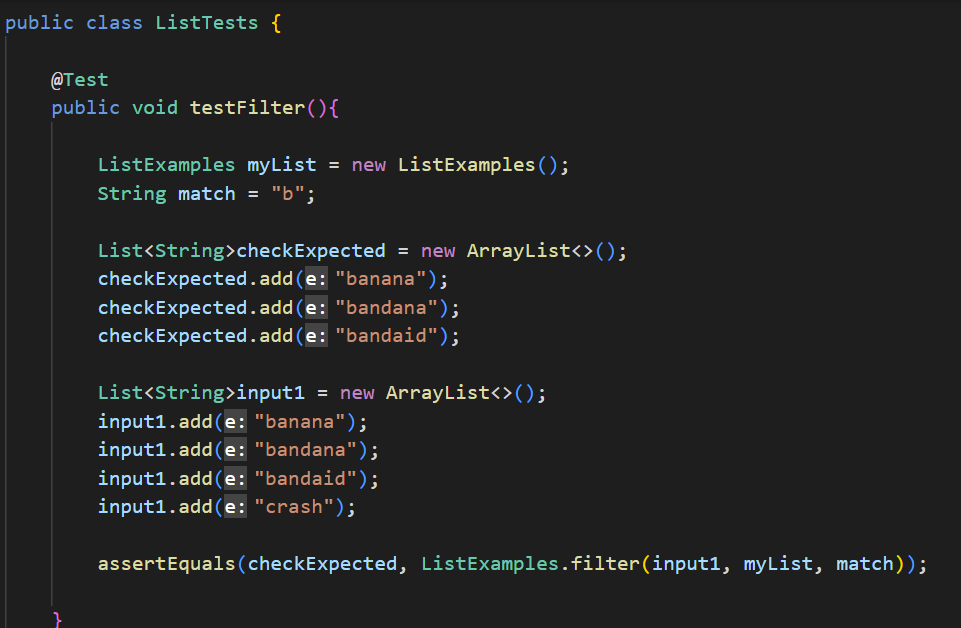 public class ListTests {
@Test
public void testFilter(){
ListExamples myList = new ListExamples();
String match = "b";
List<String>checkExpected = new ArrayList<>();
checkExpected.add(e: "banana");
checkExpected.add(e: "bandana");
checkExpected.add(e: "bandaid");
List<String>input1 = new ArrayList<>();
input1.add(e: "banana");
input1.add(e: "bandana");
input1.add(e: "bandaid");
input1.add(e: "crash");
assertEquals(checkExpected, ListExamples.filter(input1, myList, match));
}